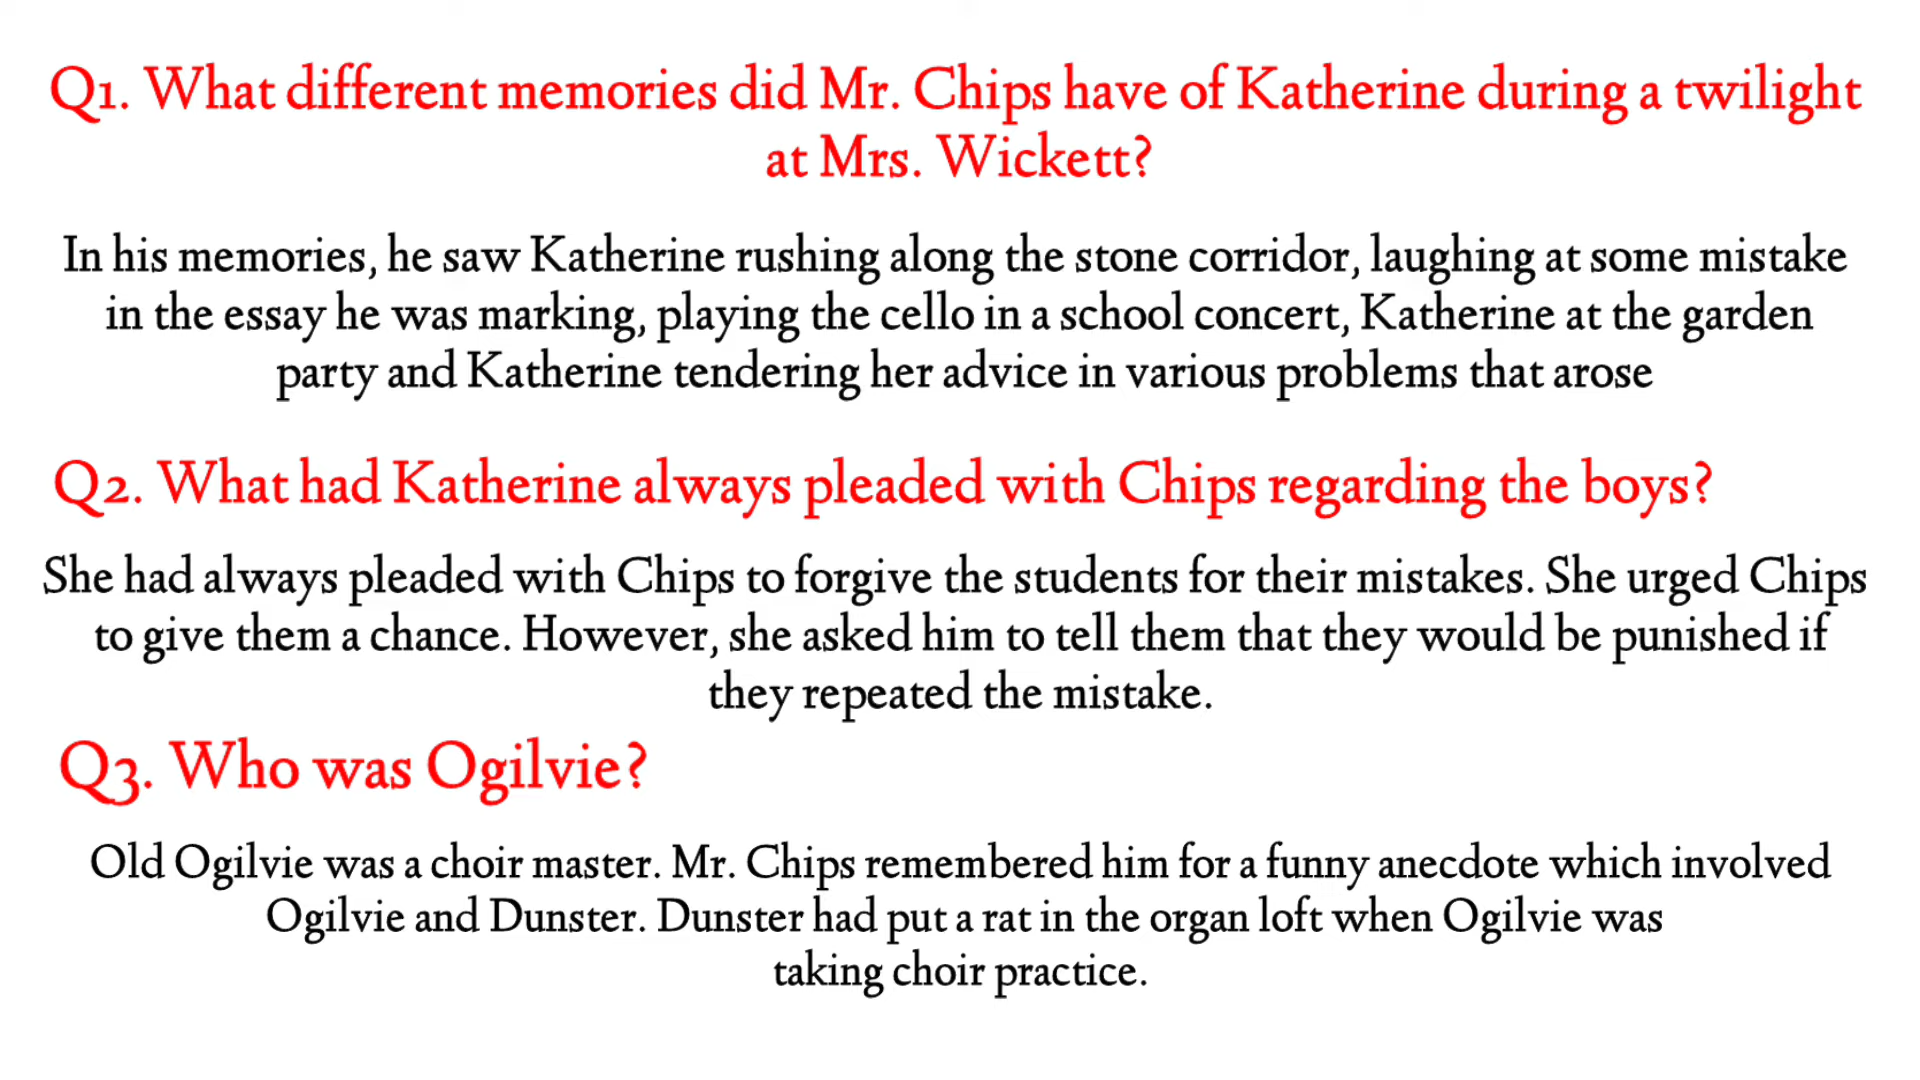 Q1. What different memories did Mr. Chips have of Katherine during a twilight
at Mrs. Wickett?
In his memories, he saw Katherine rushing along the stone corridor, laughing at some mistake
in the essay he was marking, playing the cello in a school concert, Katherine at the garden
party and Katherine tendering her advice in various problems that arose
Q2. What had Katherine always pleaded with Chips regarding the boys?
She had always pleaded with Chips to forgive the students for their mistakes. She urged Chips
to give them a chance. However, she asked him to tell them that they would be punished if
they repeated the mistake.
Q3. Who was Ogilvie?
Old Ogilvie was a choir master. Mr. Chips remembered him for a funny anecdote which involved
Ogilvie and Dunster. Dunster had put a rat in the organ loft when Ogilvie was
taking choir practice.